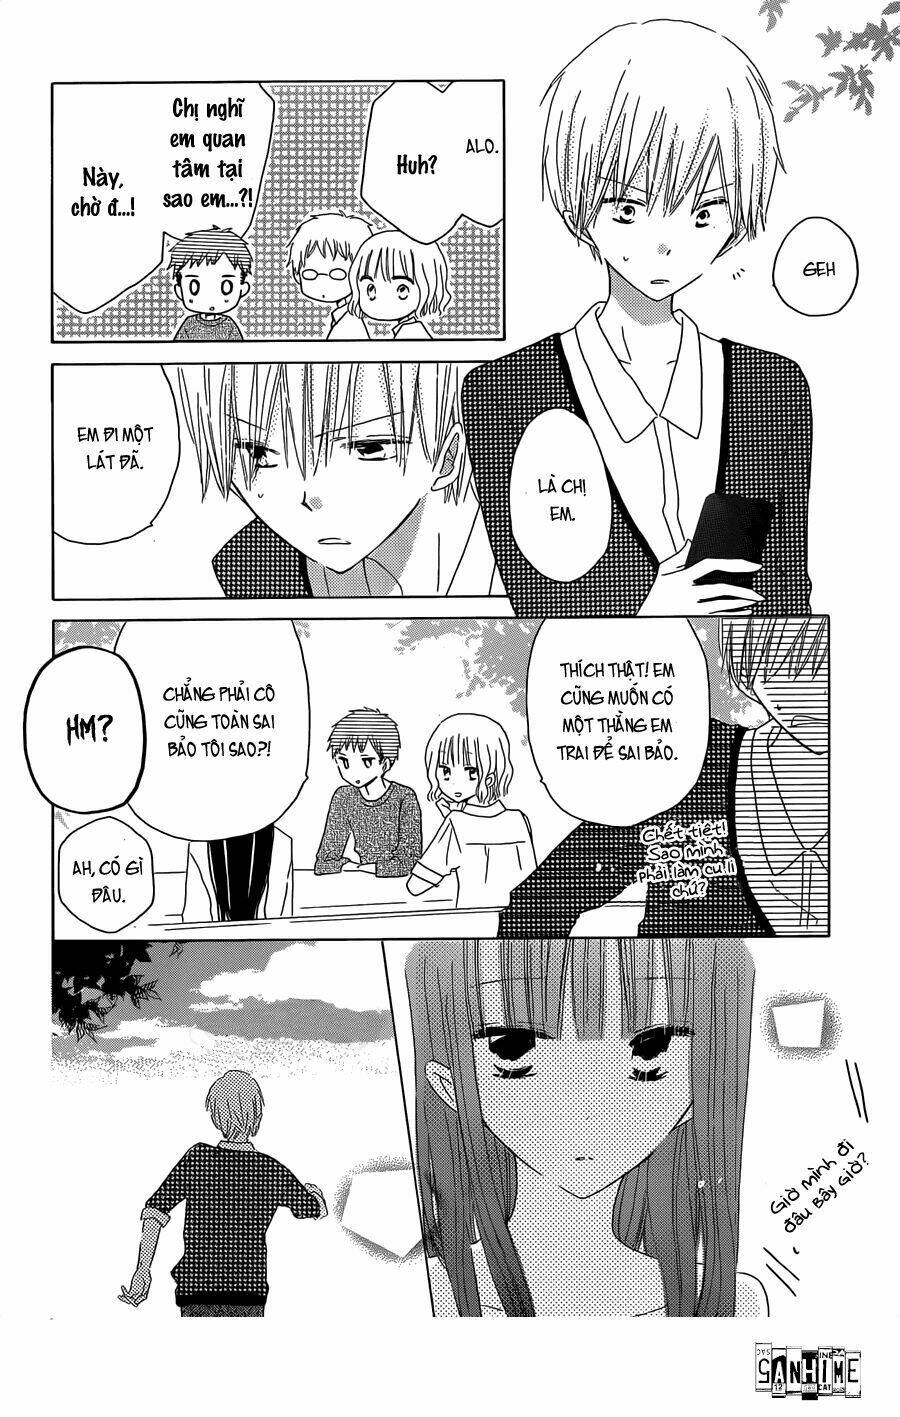 GEH
LÀ CHỊ
EM.
ALO.
Huh?
Chị nghĩ
em quan
tâm tại
sao em...?!
Này,
chờ đ...!
EM ĐI MỘT
LÁT ĐÃ.
THÍCH THẬT! EM
CŨNG MUỐN CÓ
MỘT THẰNG EM
TRAI ĐỂ SAI BẢO.
Chết tiệt!
Sao mình
phải làm cu li
chứ?
CHẲNG PHẢI CÔ
CŨNG TOÀN SAI
BẢO TÔI SAO?!
HM?
AH, CÓ GÌ
ĐÂU.
GIỜ MÌNH ĐI
ĐÂU BÂY GIỜ?
SANHIME